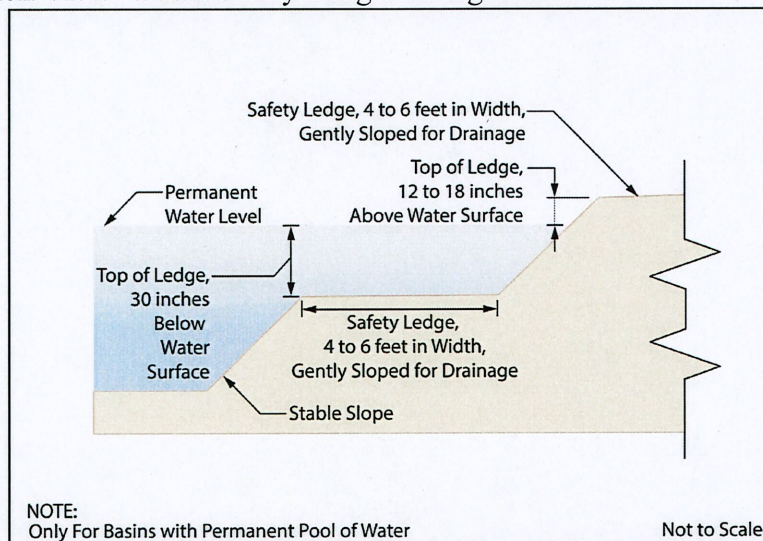 Safety Ledge, 4 to 6 feet in Width,
Gently Sloped for Drainage
Top of Ledge,
12 to 18 inches
Above Water Surface
Permanent
Water Level
Top of Ledge,
30 inches
Below
Water
Surface
Safety Ledge,
4 to 6 feet in Width,
Gently Sloped for Drainage
Stable Slope
NOTE:
Only For Basins with Permanent Pool of Water
Not to Scale